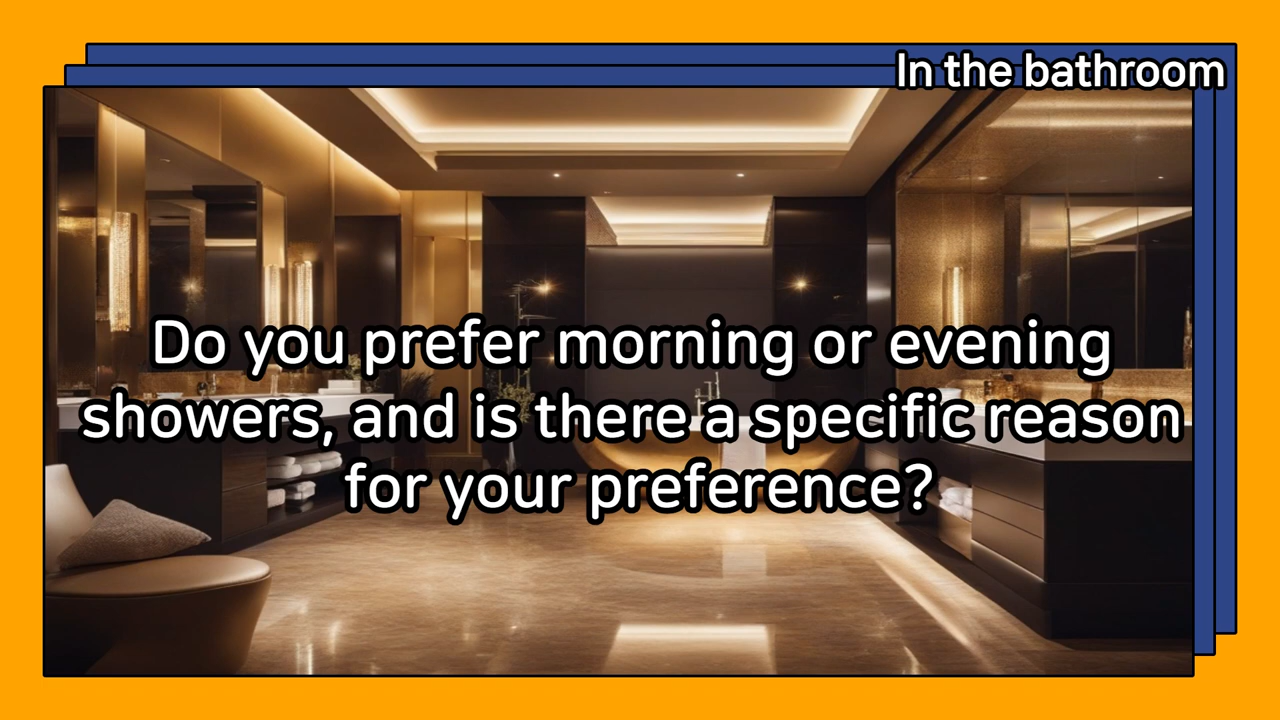 In the bathroom
Do you prefer morning or evening
showers, and is there a specific reason
for your preference?